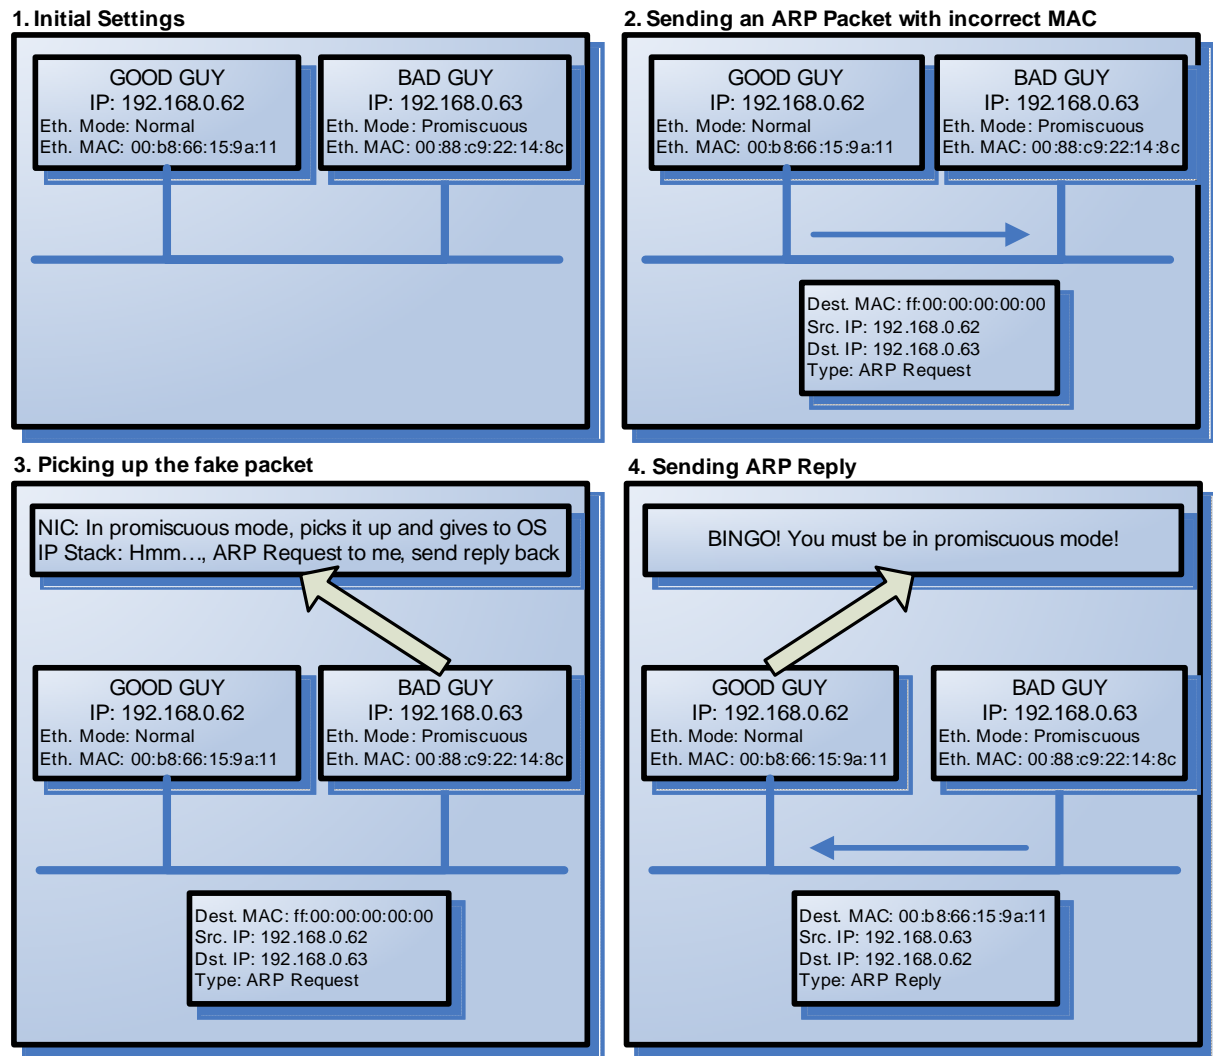 1. Initial Settings
GOOD GUY
IP: 192.168.0.62
Eth. Mode: Normal
Eth. MAC: 00:b8:66:15:9a:11
BAD GUY
IP: 192.168.0.63
Eth. Mode: Promiscuous
Eth. MAC: 00:88:c9:22:14:8c
2. Sending an ARP Packet with incorrect MAC
GOOD GUY
IP: 192.168.0.62
Eth. Mode: Normal
Eth. MAC: 00:b8:66:15:9a:11
BAD GUY
IP: 192.168.0.63
Eth. Mode: Promiscuous
Eth. MAC: 00:88:c9:22:14:8c
Dest. MAC: ff:00:00:00:00:00
Src. IP: 192.168.0.62
Dst. IP: 192.168.0.63
Type: ARP Request
3. Picking up the fake packet
NIC: In promiscuous mode, picks it up and gives to OS
IP Stack: Hmm…, ARP Request to me, send reply back
GOOD GUY
IP: 192.168.0.62
Eth. Mode: Normal
Eth. MAC: 00:b8:66:15:9a:11
BAD GUY
IP: 192.168.0.63
Eth. Mode: Promiscuous
Eth. MAC: 00:88:c9:22:14:8c
Dest. MAC: ff:00:00:00:00:00
Src. IP: 192.168.0.62
Dst. IP: 192.168.0.63
Type: ARP Request
4. Sending ARP Reply
BINGO! You must be in promiscuous mode!
GOOD GUY
IP: 192.168.0.62
Eth. Mode: Normal
Eth. MAC: 00:b8:66:15:9a:11
BAD GUY
IP: 192.168.0.63
Eth. Mode: Promiscuous
Eth. MAC: 00:88:c9:22:14:8c
Dest. MAC: 00:b8:66:15:9a:11
Src. IP: 192.168.0.63
Dst. IP: 192.168.0.62
Type: ARP Reply